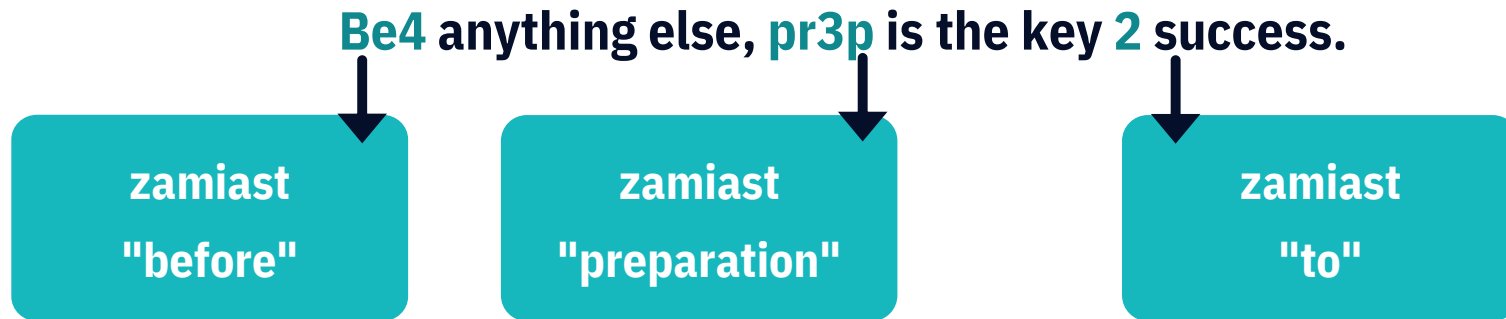 Be4 anything else, pr3p is the key 2 success.
zamiast
"before"
zamiast
"preparation"
zamiast
"to"